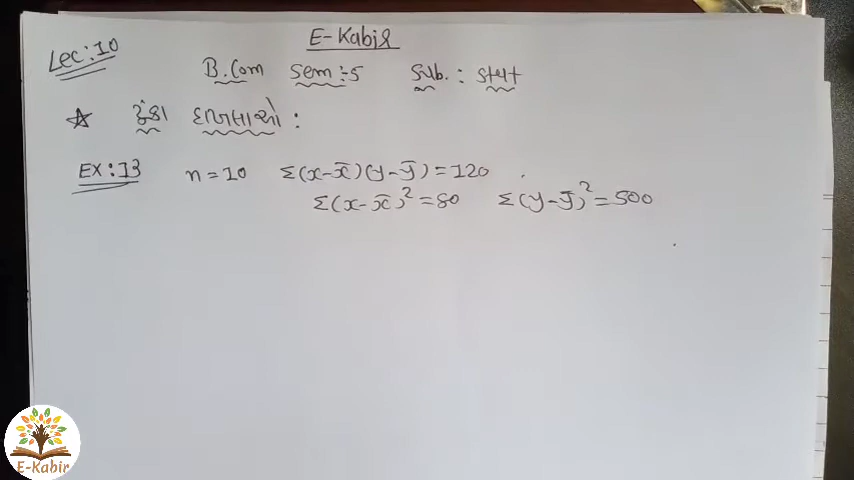 Lec:10
E-Kabir
B.Com Sem:-5 Sub.: stat
☆ ટૂંકા દાખલાઓ :
Ex:13 n=10 Σ(x-x̄)(y-ȳ)=120
Σ(x-x̄)²=80 Σ(y-ȳ)²=500
E-Kabir